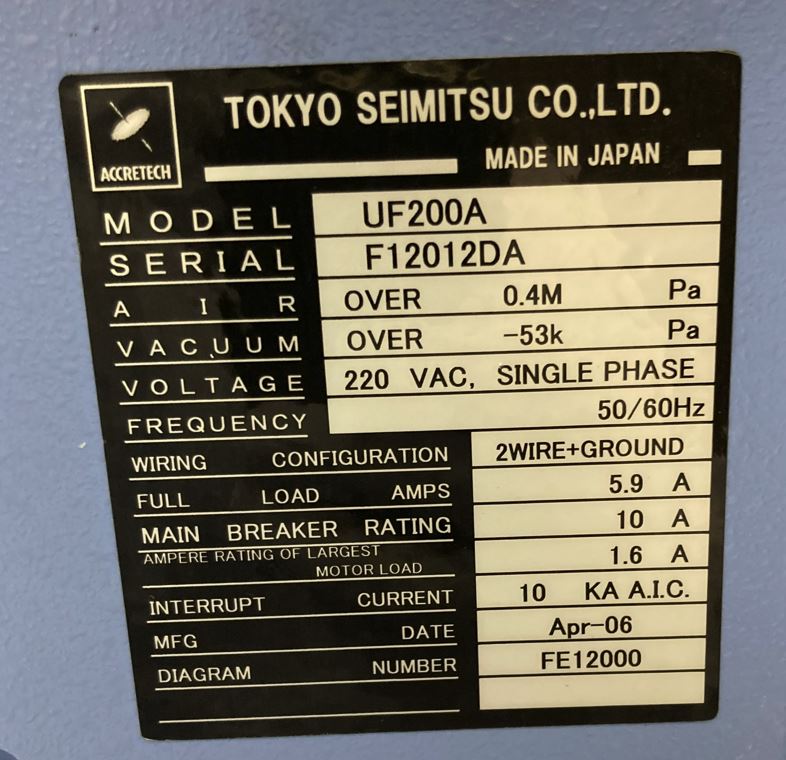 ACCRETECH
TOKYO SEIMITSU CO.,LTD.
MADE IN JAPAN
MODEL UF200A
SERIAL F12012DA
AIR OVER 0.4M Pa
VACUUM OVER -53k Pa
VOLTAGE 220 VAC, SINGLE PHASE
FREQUENCY 50/60Hz
WIRING CONFIGURATION 2WIRE+GROUND
FULL LOAD AMPS 5.9 A
MAIN BREAKER RATING 10 A
AMPERE RATING OF LARGEST
MOTOR LOAD 1.6 A
INTERRUPT CURRENT 10 KA A.I.C.
MFG DATE Apr-06
DIAGRAM NUMBER FE12000